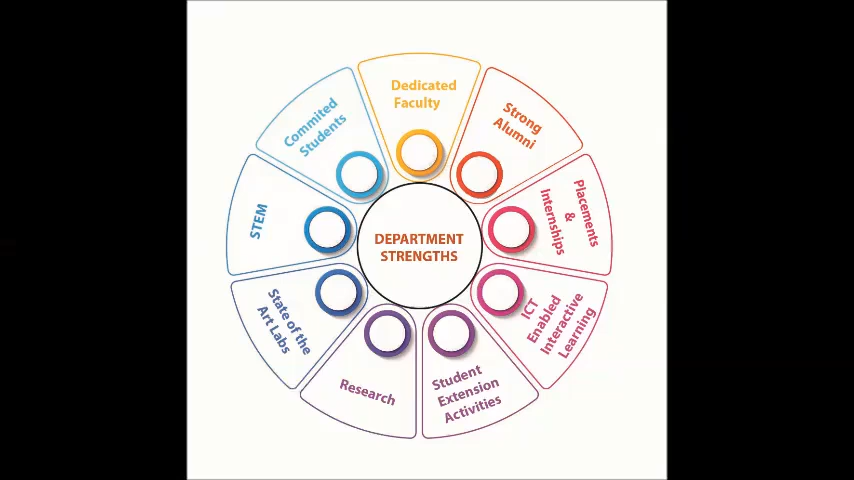 Dedicated
Faculty
Strong
Alumni
Placements
&
Internships
ICT
Enabled
Interactive
Learning
Student
Extension
Activities
Research
State of the
Art Labs
STEM
Commited
Students
DEPARTMENT
STRENGTHS